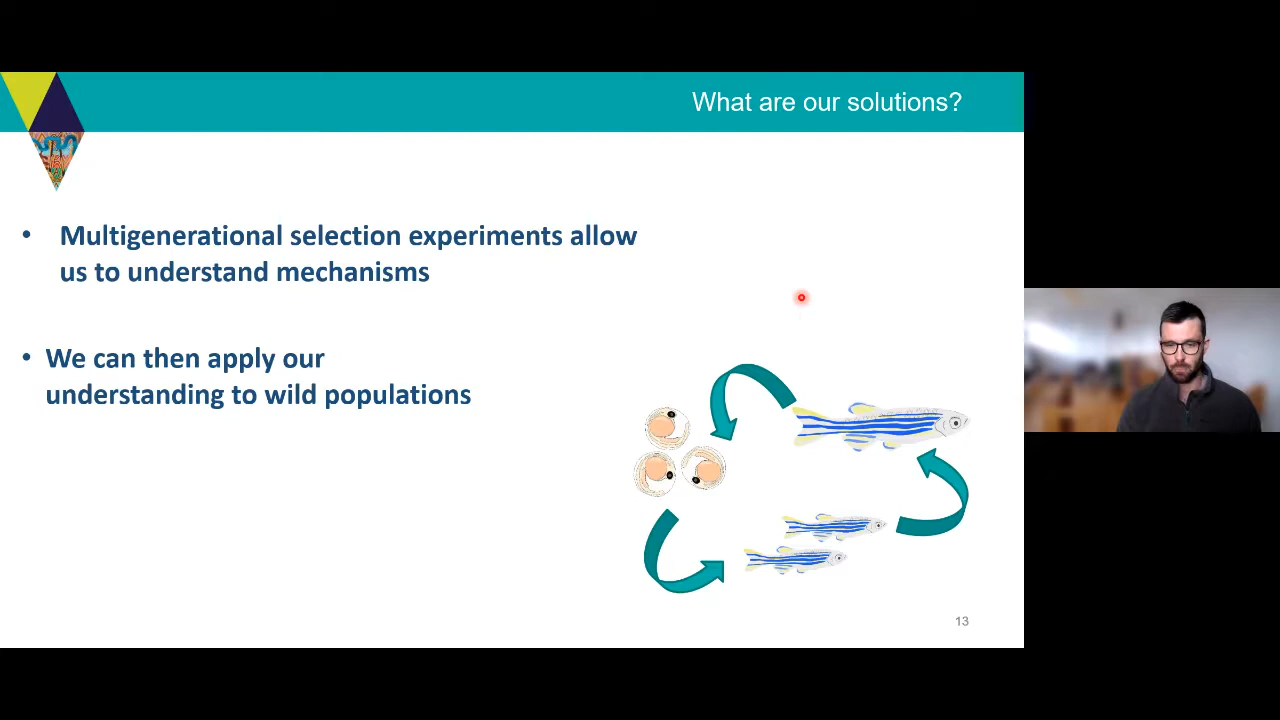 What are our solutions?
• Multigenerational selection experiments allow
us to understand mechanisms
• We can then apply our
understanding to wild populations
13